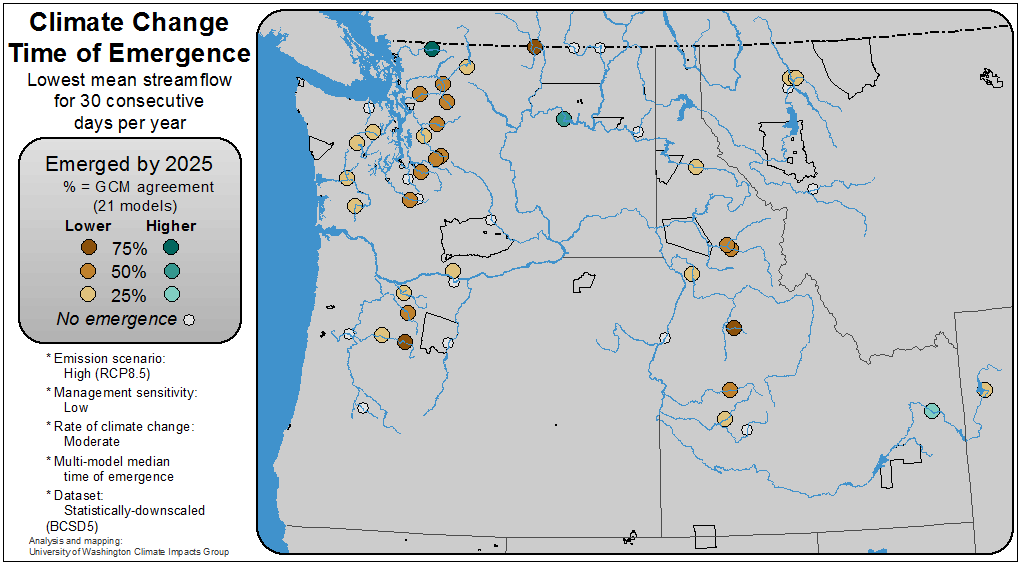 Climate Change
Time of Emergence
Lowest mean streamflow
for 30 consecutive
days per year
Emerged by 2025
% = GCM agreement
(21 models)
Lower Higher
75%
50%
25%
No emergence
* Emission scenario:
High (RCP8.5)
* Management sensitivity:
Low
* Rate of climate change:
Moderate
* Multi-model median
time of emergence
* Dataset:
Statistically-downscaled
(BCSD5)
Analysis and mapping:
University of Washington Climate Impacts Group